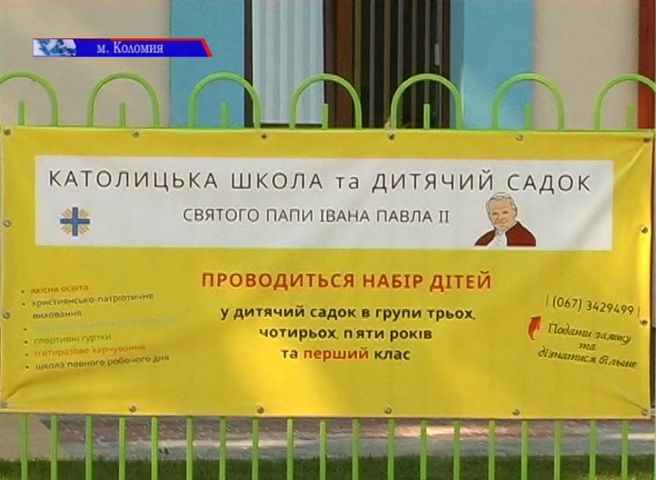 м. Коломия
КАТОЛИЦЬКА ШКОЛА та ДИТЯЧИЙ САДОК
СВЯТОГО ПАПИ ІВАНА ПАВЛА ІІ
ПРОВОДИТЬСЯ НАБІР ДІТЕЙ
у дитячий садок в групи трьох,
чотирьох, п'яти років
та перший клас
• якісна освіта
• християнсько-патріотичне
виховання
• спортивні гуртки
• п'ятиразове харчування
• школа повного робочого дня
(067) 3429499
Подати заявку
та
дізнатися більше